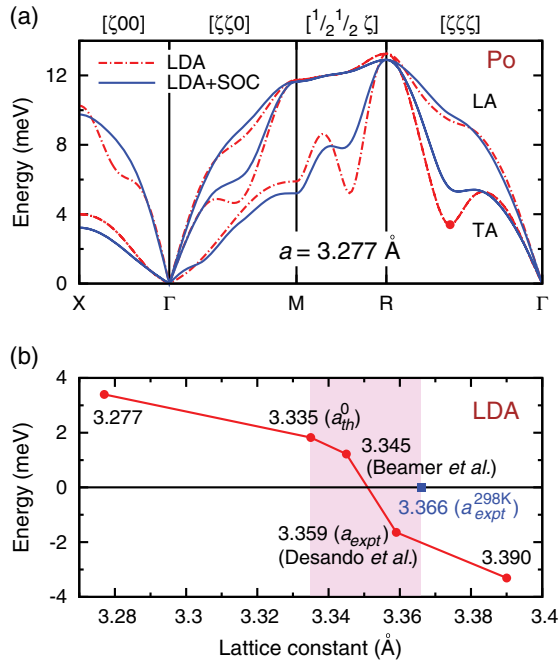 (a)
[ζ00] [ζζ0] [1/2 1/2 ζ] [ζζζ]
LDA
LDA+SOC
Po
LA
TA
a = 3.277 Å
Energy (meV)
12
8
4
0
X Γ M R Γ
(b)
LDA
Energy (meV)
4
2
0
-2
-4
3.277
3.335 (a⁰th)
3.345
(Beamer et al.)
3.366 (a²⁹⁸ᴷexpt)
3.359 (aexpt)
(Desando et al.)
3.390
3.28 3.3 3.32 3.34 3.36 3.38 3.4
Lattice constant (Å)